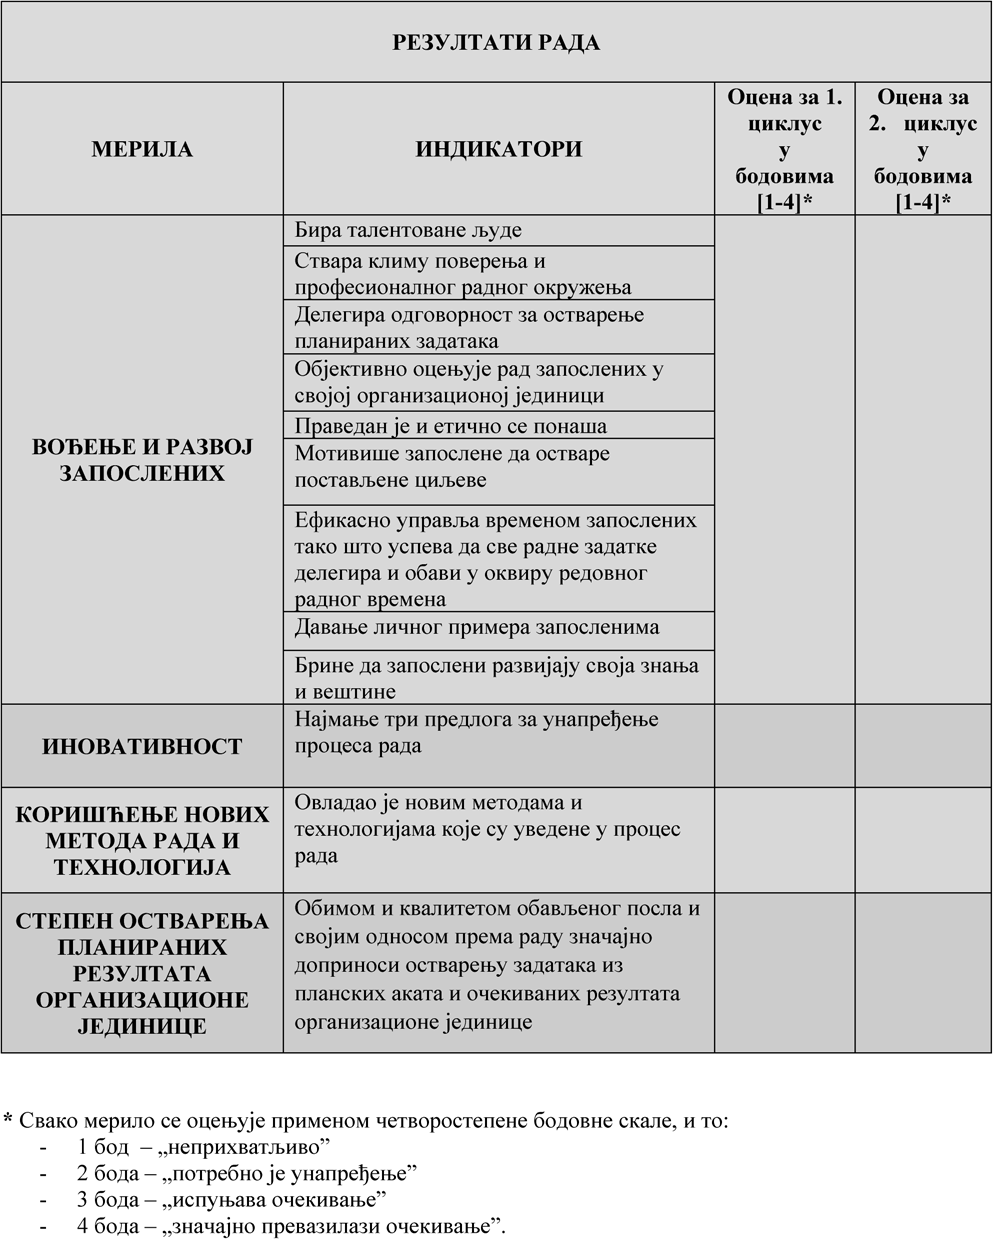 РЕЗУЛТАТИ РАДА
МЕРИЛА
ИНДИКАТОРИ
Оцена за 1.
циклус
у
бодовима
[1-4]*
Оцена за
2. циклус
у
бодовима
[1-4]*
ВОЂЕЊЕ И РАЗВОЈ
ЗАПОСЛЕНИХ
Бира талентоване људе
Ствара климу поверења и
професионалног радног окружења
Делегира одговорност за остварење
планираних задатака
Објективно оцењује рад запослених у
својој организационој јединици
Праведан је и етично се понаша
Мотивише запослене да остваре
постављене циљеве
Ефикасно управља временом запослених
тако што успева да све радне задатке
делегира и обави у оквиру редовног
радног времена
Давање личног примера запосленима
Брине да запослени развијају своја знања
и вештине
ИНОВАТИВНОСТ
Најмање три предлога за унапређење
процеса рада
КОРИШЋЕЊЕ НОВИХ
МЕТОДА РАДА И
ТЕХНОЛОГИЈА
Овладао је новим методама и
технологијама које су уведене у процес
рада
СТЕПЕН ОСТВАРЕЊА
ПЛАНИРАНИХ
РЕЗУЛТАТА
ОРГАНИЗАЦИОНЕ
ЈЕДИНИЦЕ
Обимом и квалитетом обављеног посла и
својим односом према раду значајно
доприноси остварењу задатака из
планских аката и очекиваних резултата
организационе јединице
* Свако мерило се оцењује применом четворостепене бодовне скале, и то:
- 1 бод – „неприхватљиво”
- 2 бода – „потребно је унапређење”
- 3 бода – „испуњава очекивање”
- 4 бода – „значајно превазилази очекивање”.